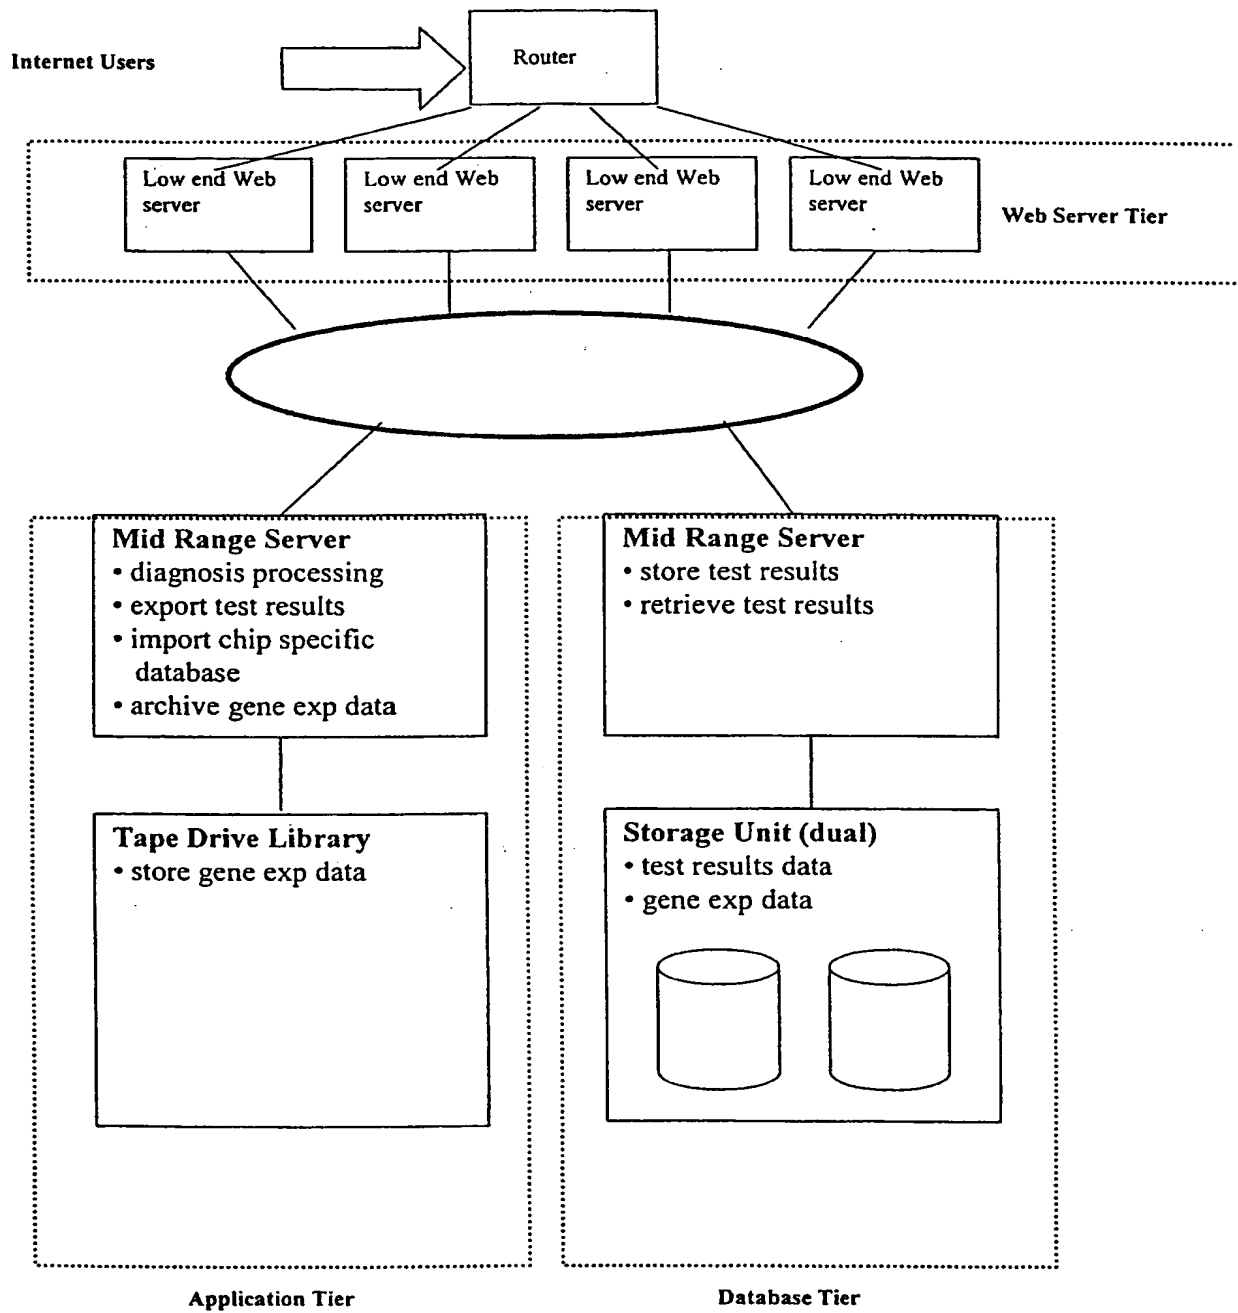 Internet Users
Router
Low end Web
server
Low end Web
server
Low end Web
server
Low end Web
server
Web Server Tier
Mid Range Server
• diagnosis processing
• export test results
• import chip specific
database
• archive gene exp data
Mid Range Server
• store test results
• retrieve test results
Tape Drive Library
• store gene exp data
Storage Unit (dual)
• test results data
• gene exp data
Application Tier
Database Tier